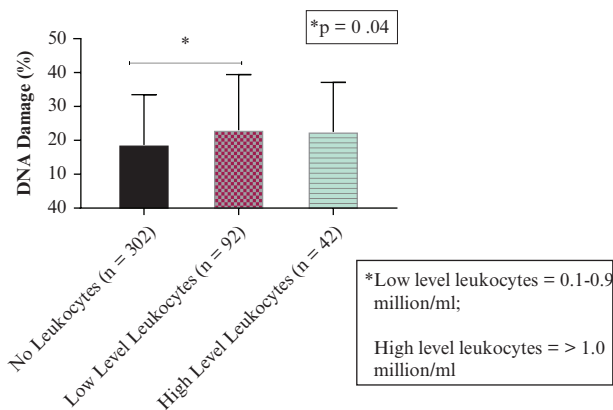 *p = 0 .04
*
DNA Damage (%)
50
40
30
20
10
40
No Leukocytes (n = 302)
Low Level Leukocytes (n = 92)
High Level Leukocytes (n = 42)
*Low level leukocytes = 0.1-0.9
million/ml;
High level leukocytes = > 1.0
million/ml